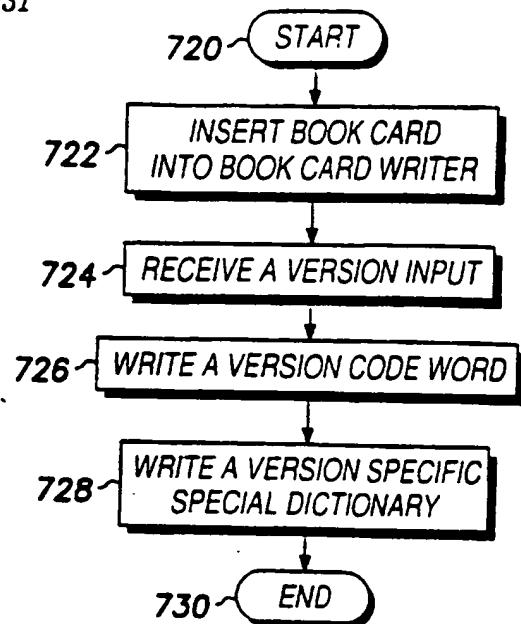 31
720 START
722 INSERT BOOK CARD
INTO BOOK CARD WRITER
724 RECEIVE A VERSION INPUT
726 WRITE A VERSION CODE WORD
728 WRITE A VERSION SPECIFIC
SPECIAL DICTIONARY
730 END